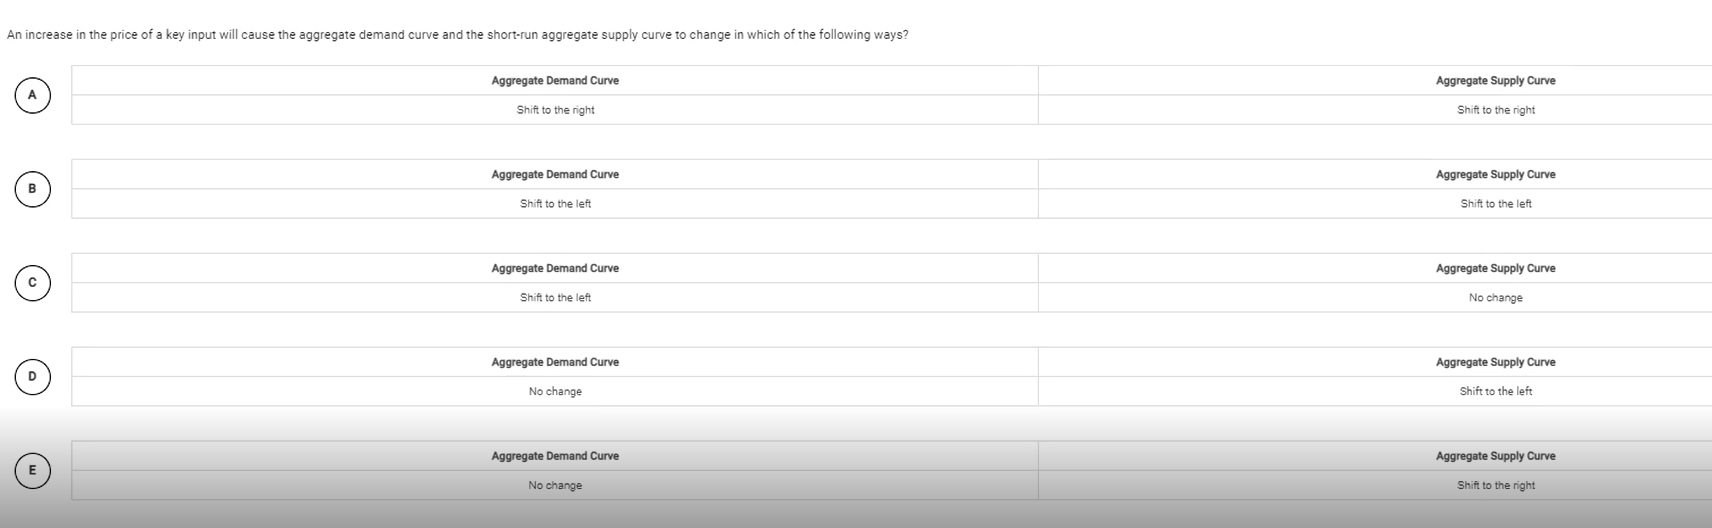 An increase in the price of a key input will cause the aggregate demand curve and the short-run aggregate supply curve to change in which of the following ways?
A
Aggregate Demand Curve Aggregate Supply Curve
Shift to the right Shift to the right
B
Aggregate Demand Curve Aggregate Supply Curve
Shift to the left Shift to the left
C
Aggregate Demand Curve Aggregate Supply Curve
Shift to the left No change
D
Aggregate Demand Curve Aggregate Supply Curve
No change Shift to the left
E
Aggregate Demand Curve Aggregate Supply Curve
No change Shift to the right